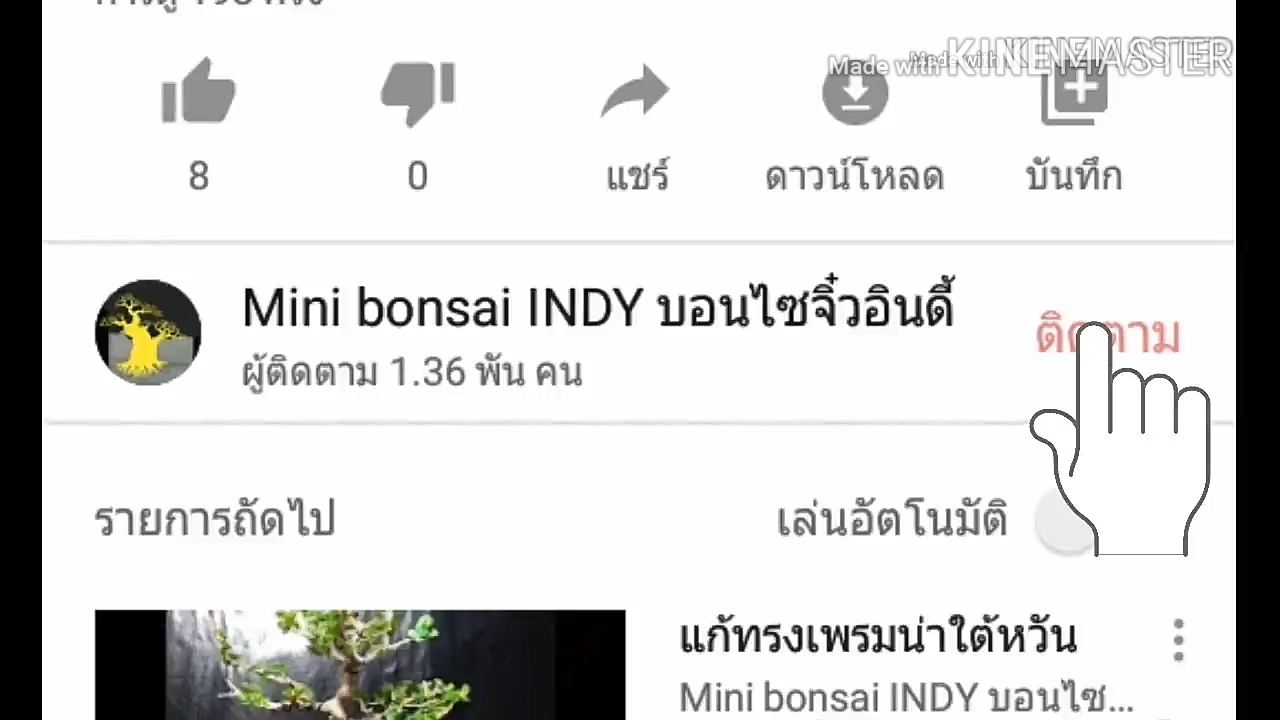 Made with KINEMASTER
Made with KINEMASTER
8
0
แชร์
ดาวน์โหลด
บันทึก
Mini bonsai INDY บอนไซจิ๋วอินดี้
ติดตาม
ผู้ติดตาม 1.36 พัน คน
รายการถัดไป
เล่นอัตโนมัติ
แก้ทรงเพรมน่าใต้หวัน
Mini bonsai INDY บอนไซ...